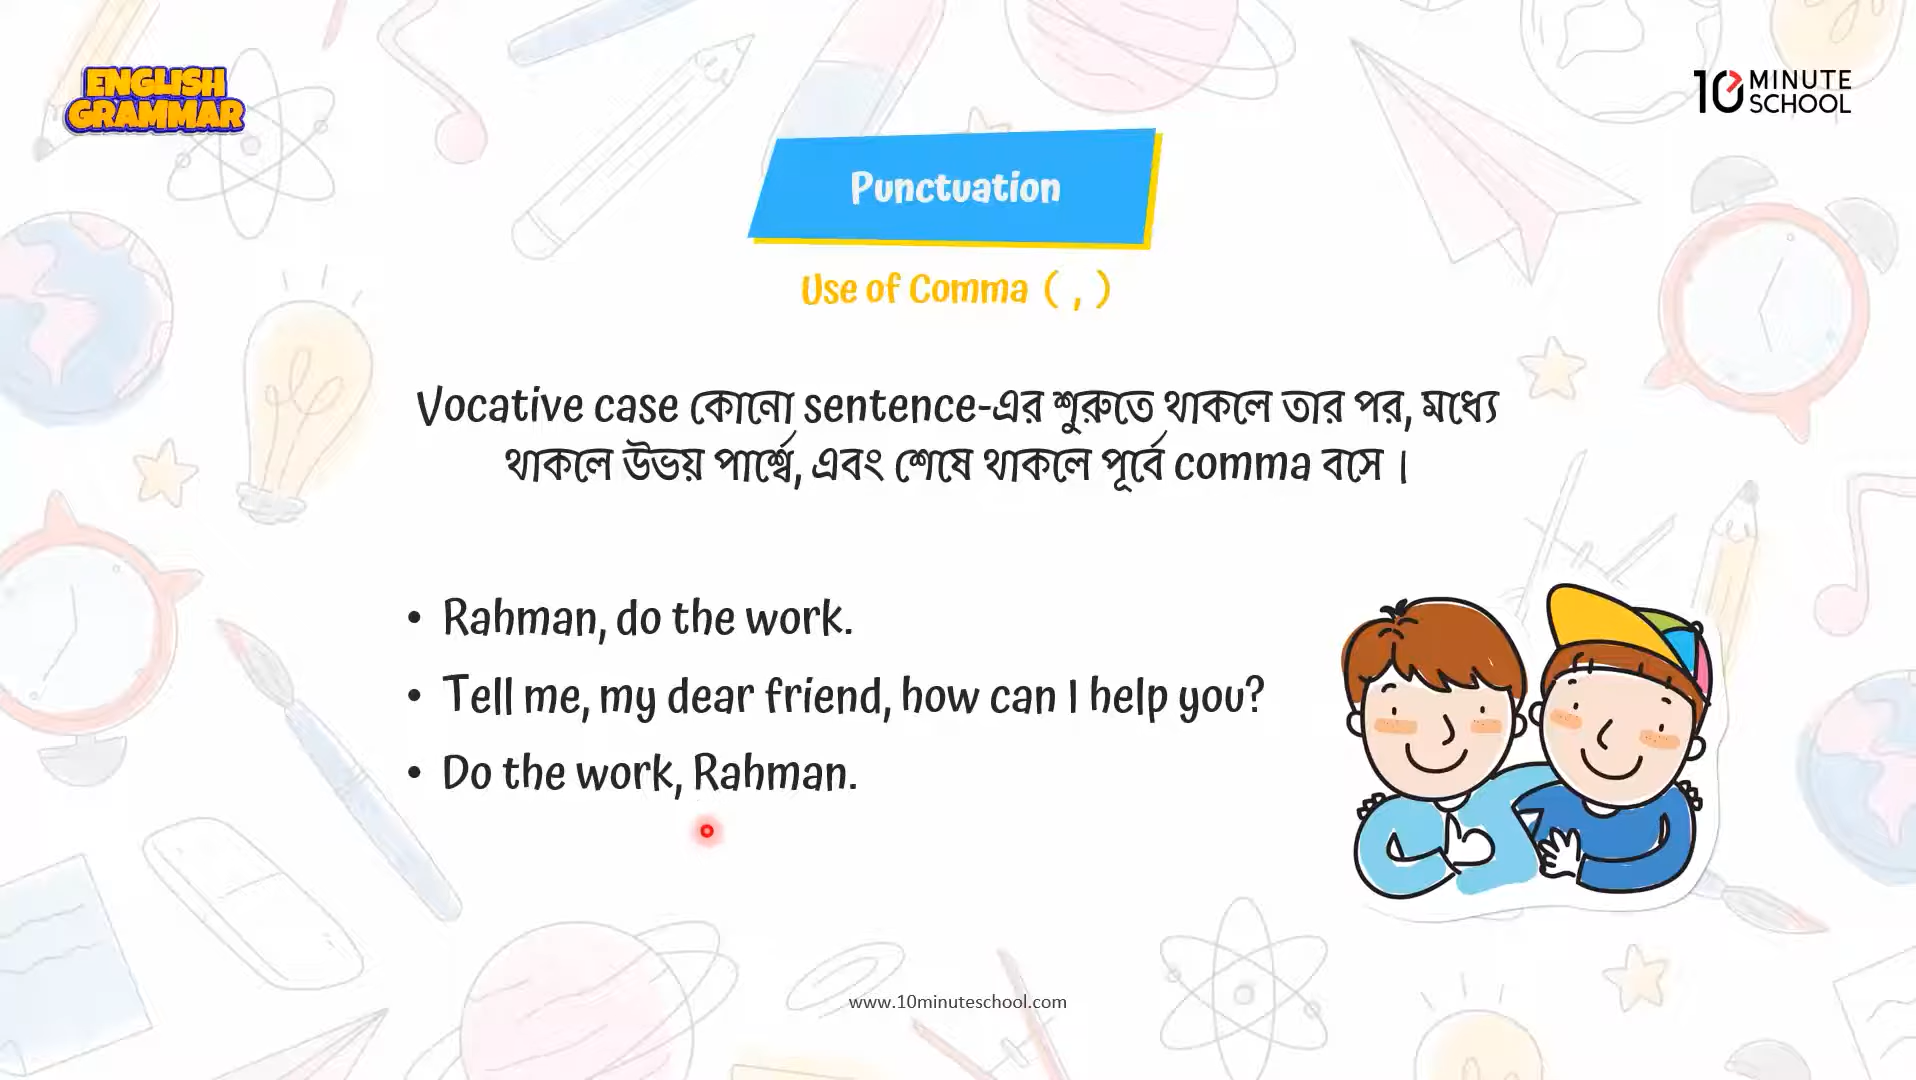 ENGLISH
GRAMMAR
10 MINUTE
SCHOOL
Punctuation
Use of Comma ( , )
Vocative case কোনো sentence-এর শুরুতে থাকলে তার পর, মধ্যে
থাকলে উভয় পার্শ্বে, এবং শেষে থাকলে পূর্বে comma বসে ।
• Rahman, do the work.
• Tell me, my dear friend, how can I help you?
• Do the work, Rahman.
www.10minuteschool.com